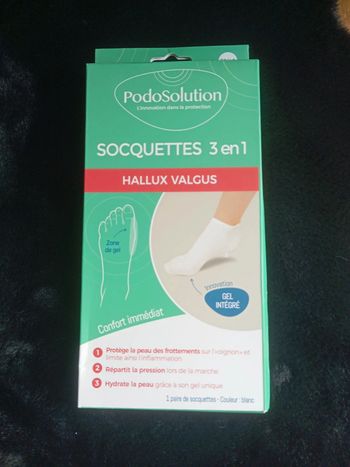 PodoSolution
L'innovation dans la protection
SOCQUETTES 3 en 1
HALLUX VALGUS
Zone
de gel
Innovation
GEL
INTÉGRÉ
Confort immédiat
1 Protège la peau des frottements sur l'«oignon» et
limite ainsi l'inflammation
2 Répartit la pression lors de la marche
3 Hydrate la peau grâce à son gel unique
1 paire de socquettes - Couleur : blanc